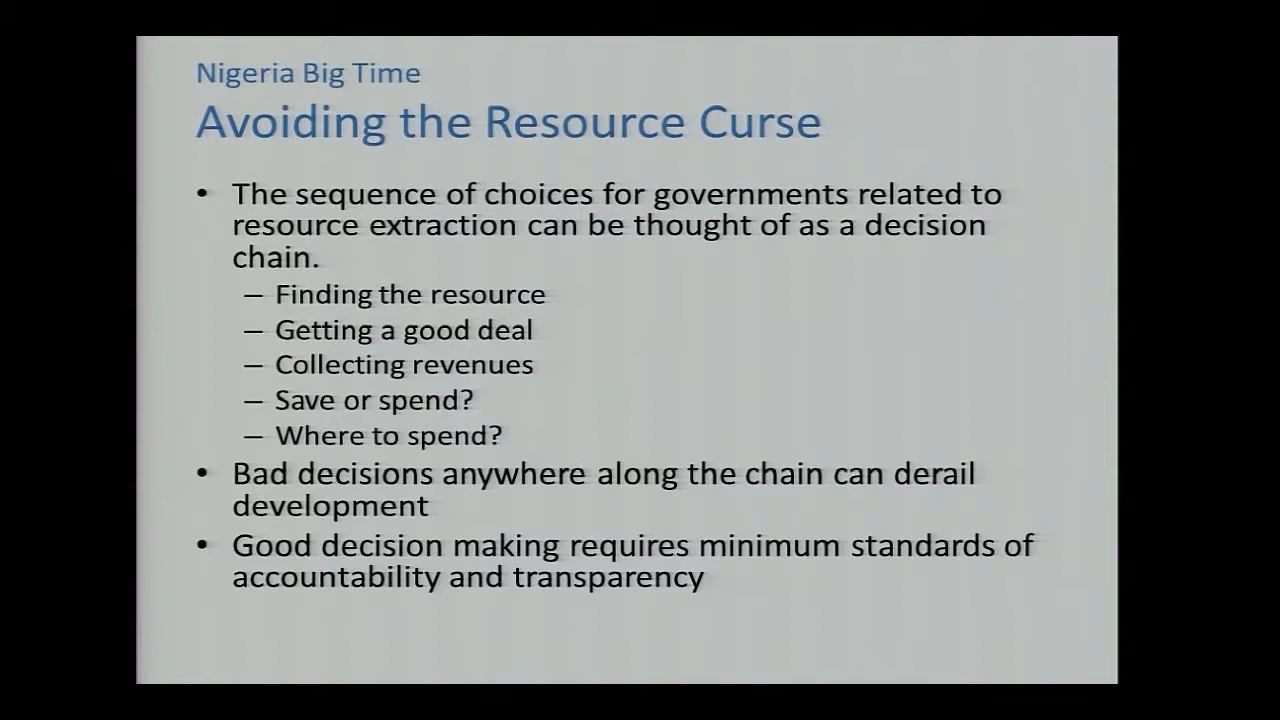 Nigeria Big Time
Avoiding the Resource Curse
• The sequence of choices for governments related to
resource extraction can be thought of as a decision
chain.
– Finding the resource
– Getting a good deal
– Collecting revenues
– Save or spend?
– Where to spend?
• Bad decisions anywhere along the chain can derail
development
• Good decision making requires minimum standards of
accountability and transparency